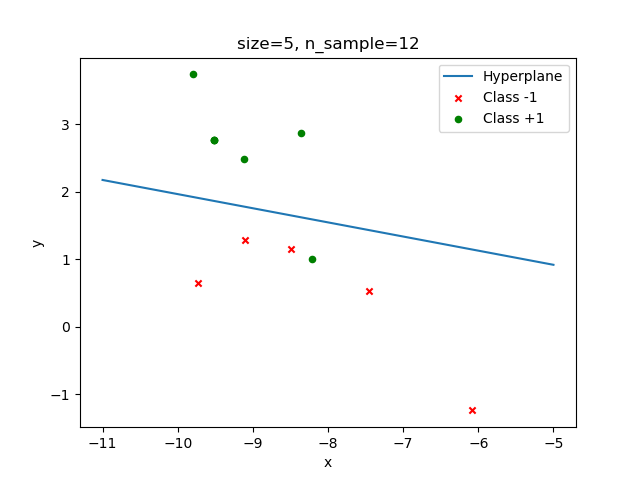 size=5, n_sample=12
Hyperplane
Class -1
Class +1
3
2
1
0
−1
y
−11
−10
−9
−8
−7
−6
−5
x